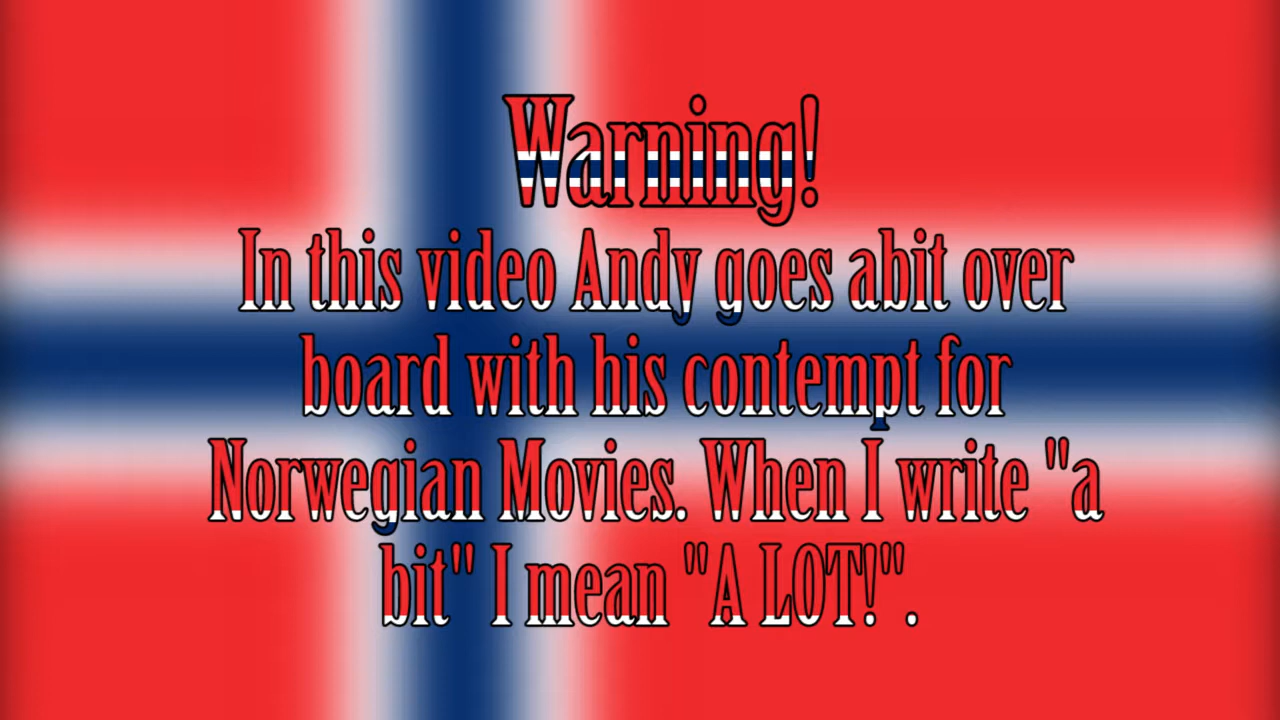 Warning!
In this video Andy goes abit over
board with his contempt for
Norwegian Movies. When I write "a
bit" I mean "A LOT!".